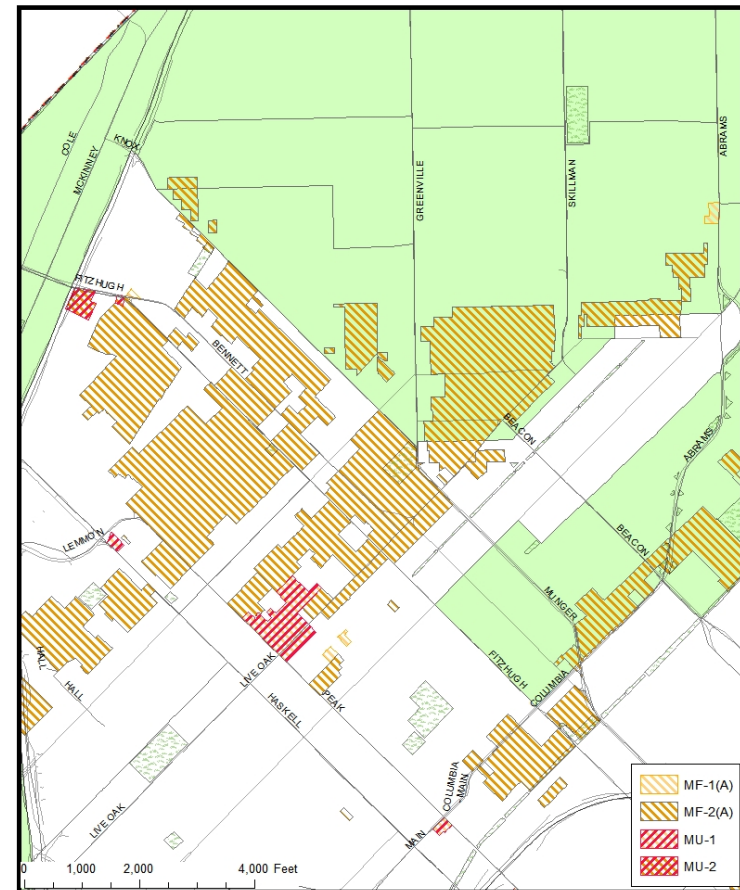 COLE
MCKINNEY
KNOX
GREENVILLE
SKILLMAN
ABRAMS
FITZHUGH
BENNETT
BEACON
ABRAMS
BEACON
LEMMON
MUNGER
HALL
HALL
LIVE OAK
PEAK
HASKELL
FITZHUGH
COLUMBIA
LIVE OAK
COLUMBIA
MAIN
MAIN
MF-1(A)
MF-2(A)
MU-1
MU-2
0 1,000 2,000 4,000 Feet